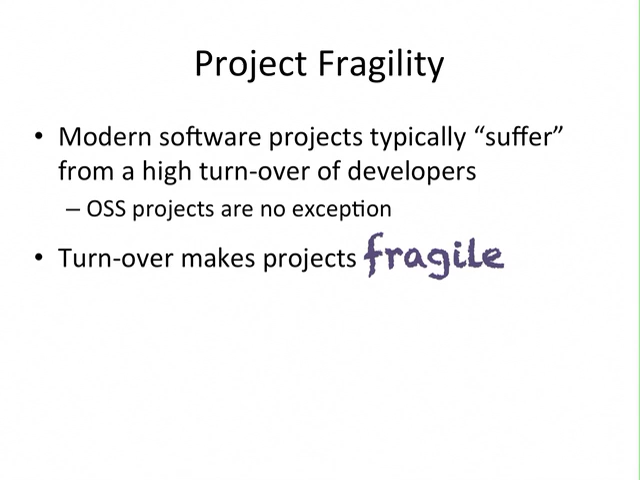 Project Fragility
• Modern software projects typically “suffer”
from a high turn-over of developers
– OSS projects are no exception
• Turn-over makes projects fragile